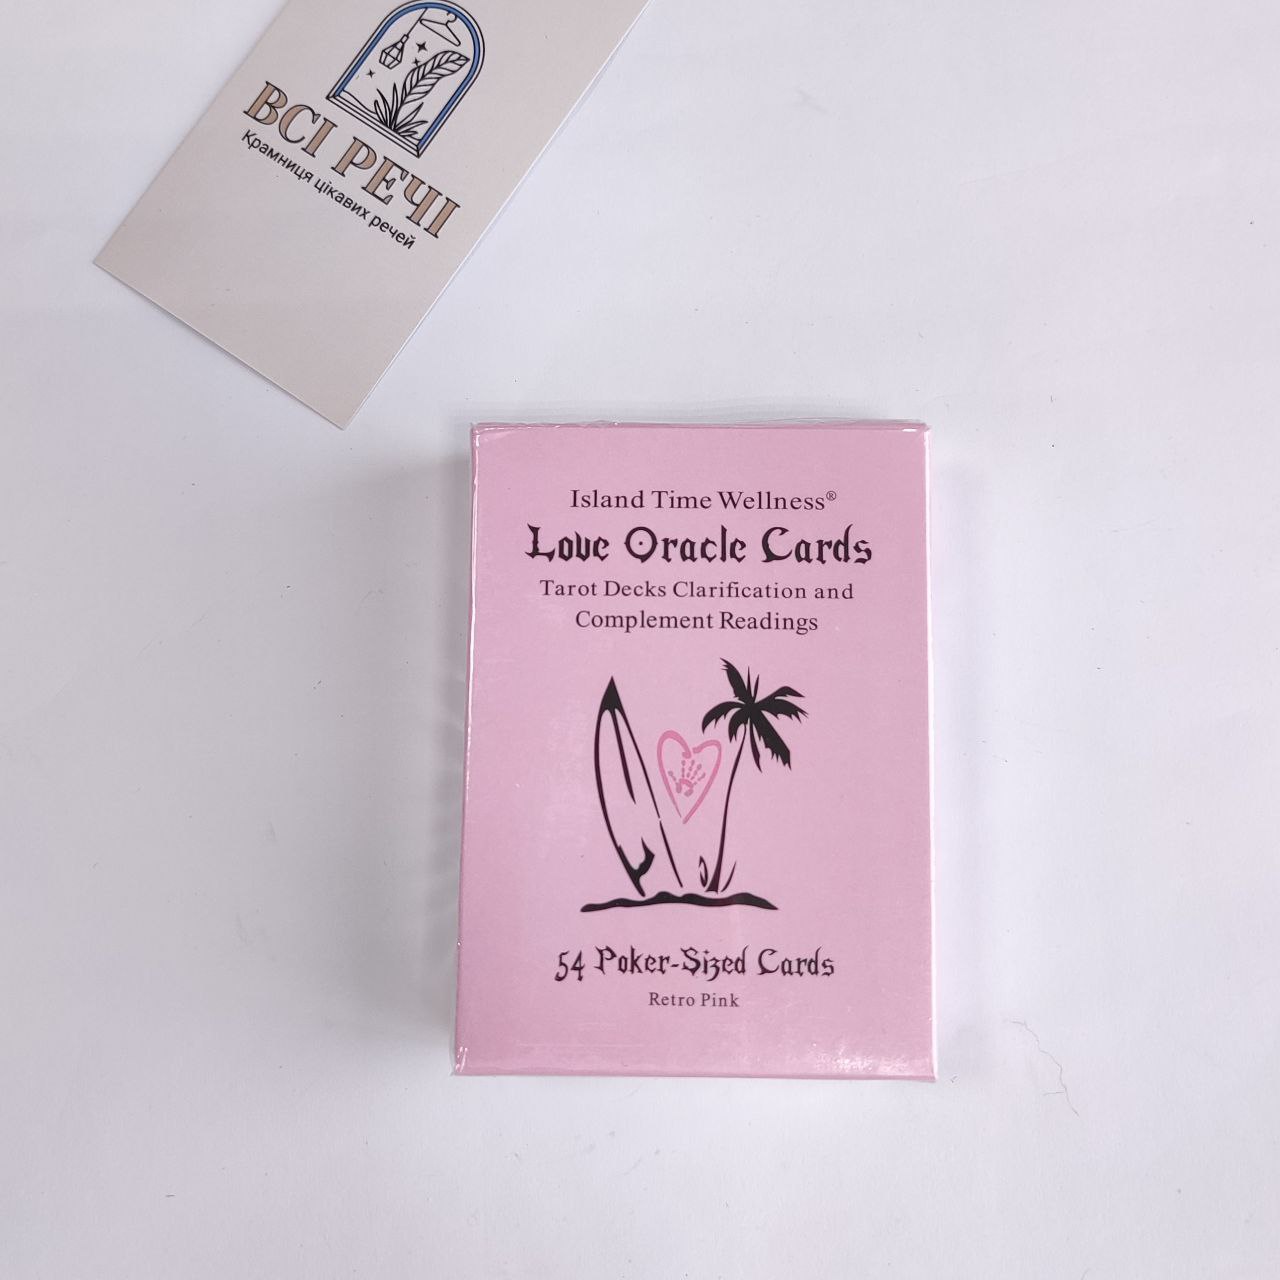 ВСІ РЕЧІ
Крамниця цікавих речей
Island Time Wellness®
Love Oracle Cards
Tarot Decks Clarification and
Complement Readings
54 Poker-Sized Cards
Retro Pink